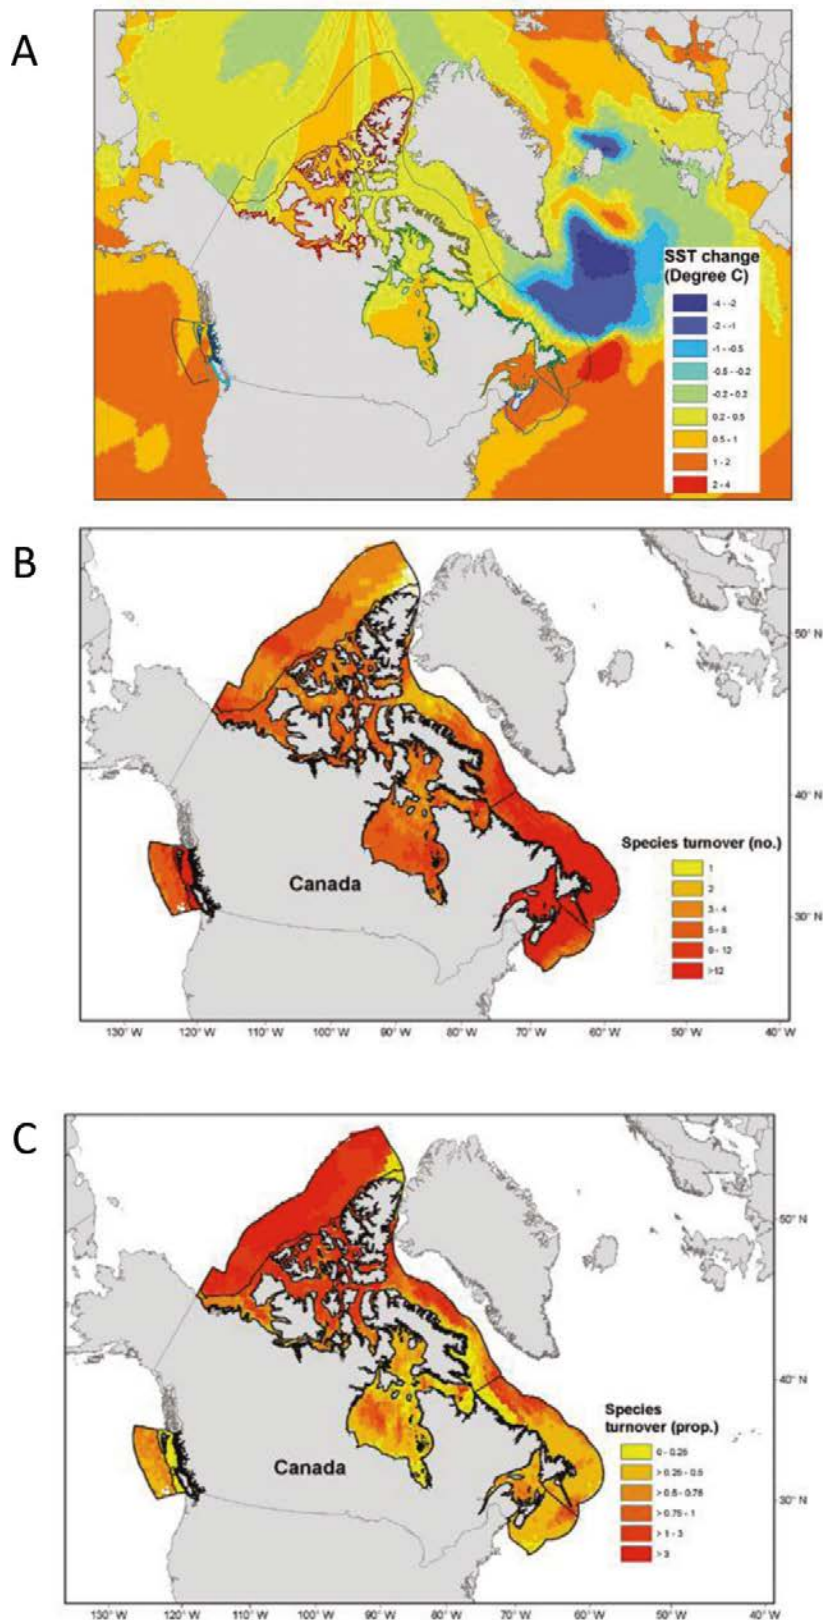 A
SST change
(Degree C)
-4 - -2
-2 - -1
-1 - -0.5
-0.5 - -0.2
-0.2 - 0.2
0.2 - 0.5
0.5 - 1
1 - 2
2 - 4
B
50° N
40° N
30° N
Canada
Species turnover (no.)
1
2
3 - 4
>12
130° W 120° W 110° W 100° W 90° W 80° W 70° W 60° W 50° W 40° W
C
50° N
40° N
30° N
Canada
Species
turnover (prop.)
0 - 0.25
> 0.25 - 0.5
> 0.5 - 0.75
> 0.75 - 1
> 1 - 3
> 3
130° W 120° W 110° W 100° W 90° W 80° W 70° W 60° W 50° W 40° W